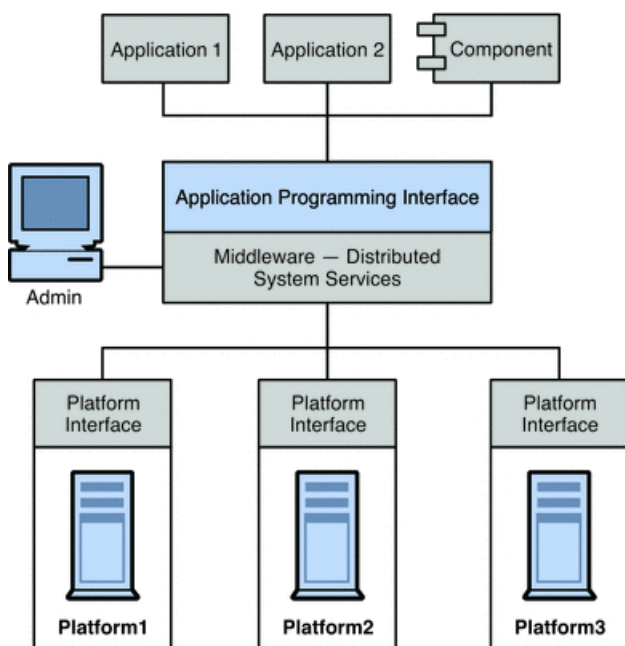 Application 1
Application 2
Component
Application Programming Interface
Middleware — Distributed
System Services
Admin
Platform
Interface
Platform
Interface
Platform
Interface
Platform1
Platform2
Platform3